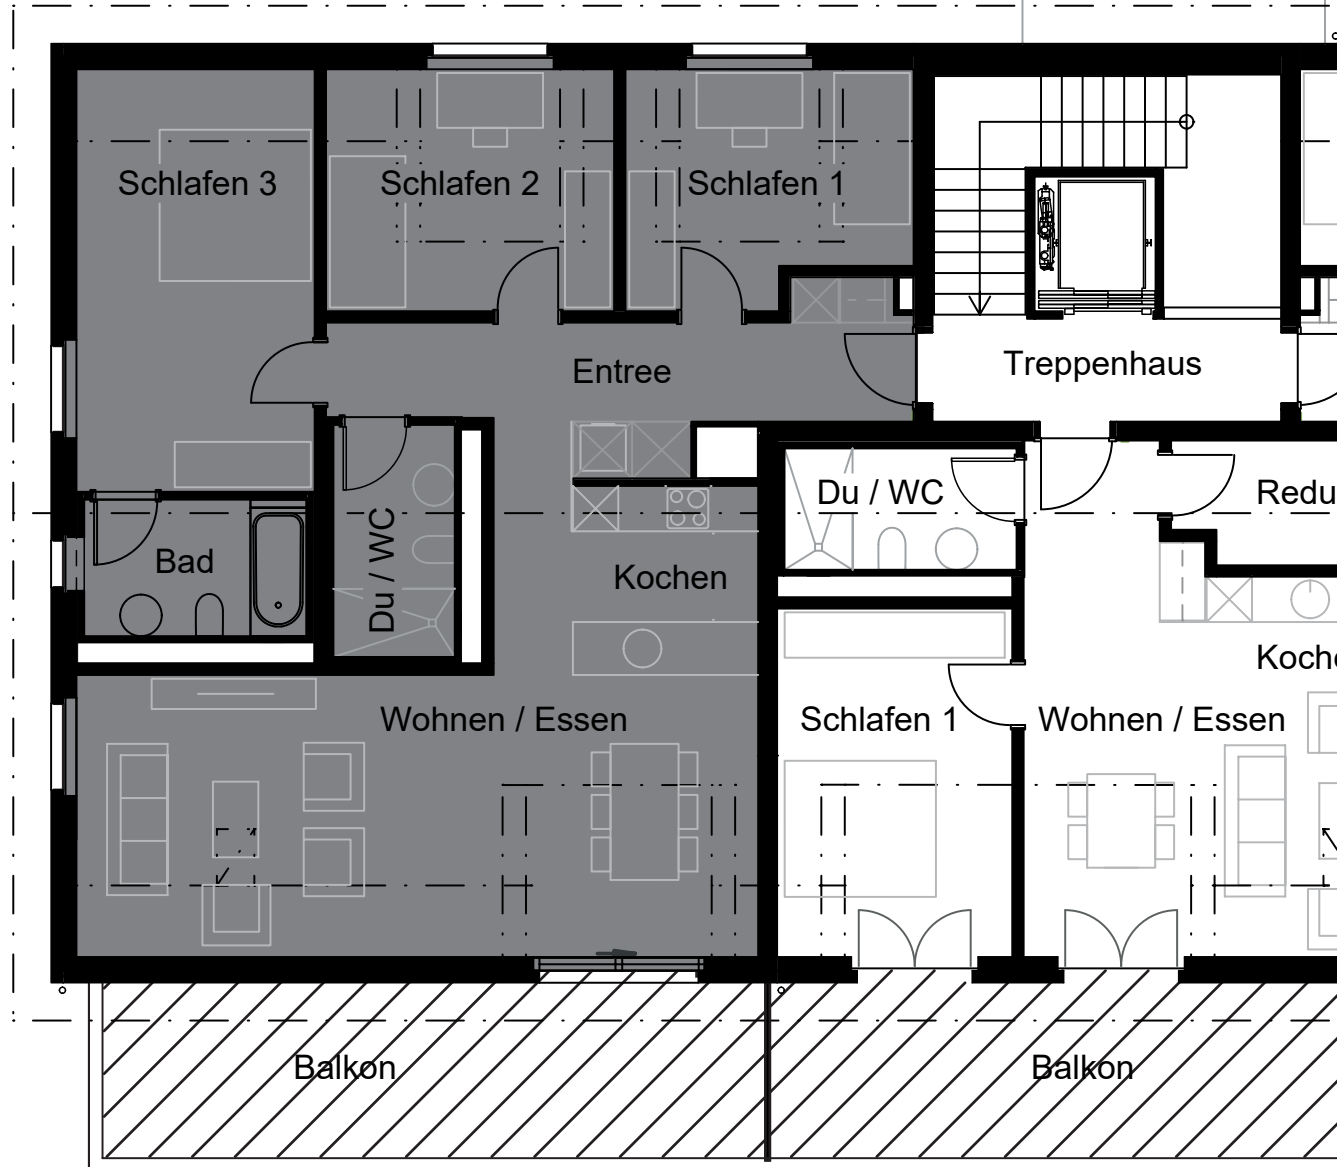 Schlafen 3
Schlafen 2
Schlafen 1
Entree
Treppenhaus
Du / WC
Redu
Bad
Du / WC
Kochen
Koche
Wohnen / Essen
Schlafen 1
Wohnen / Essen
Balkon
Balkon